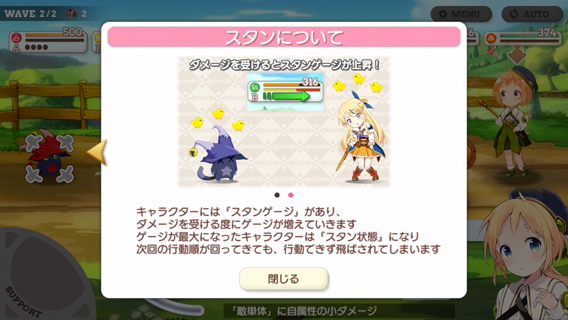 WAVE 2/2 2
MENU
AUTO
500
374
スタンについて
ダメージを受けるとスタンゲージが上昇！
316
B
キャラクターには「スタンゲージ」があり、
ダメージを受ける度にゲージが増えていきます
ゲージが最大になったキャラクターは「スタン状態」になり
次回の行動順が回ってきても、行動できず飛ばされてしまいます
閉じる
SUPPORT
「敵単体」に自属性の小ダメージ